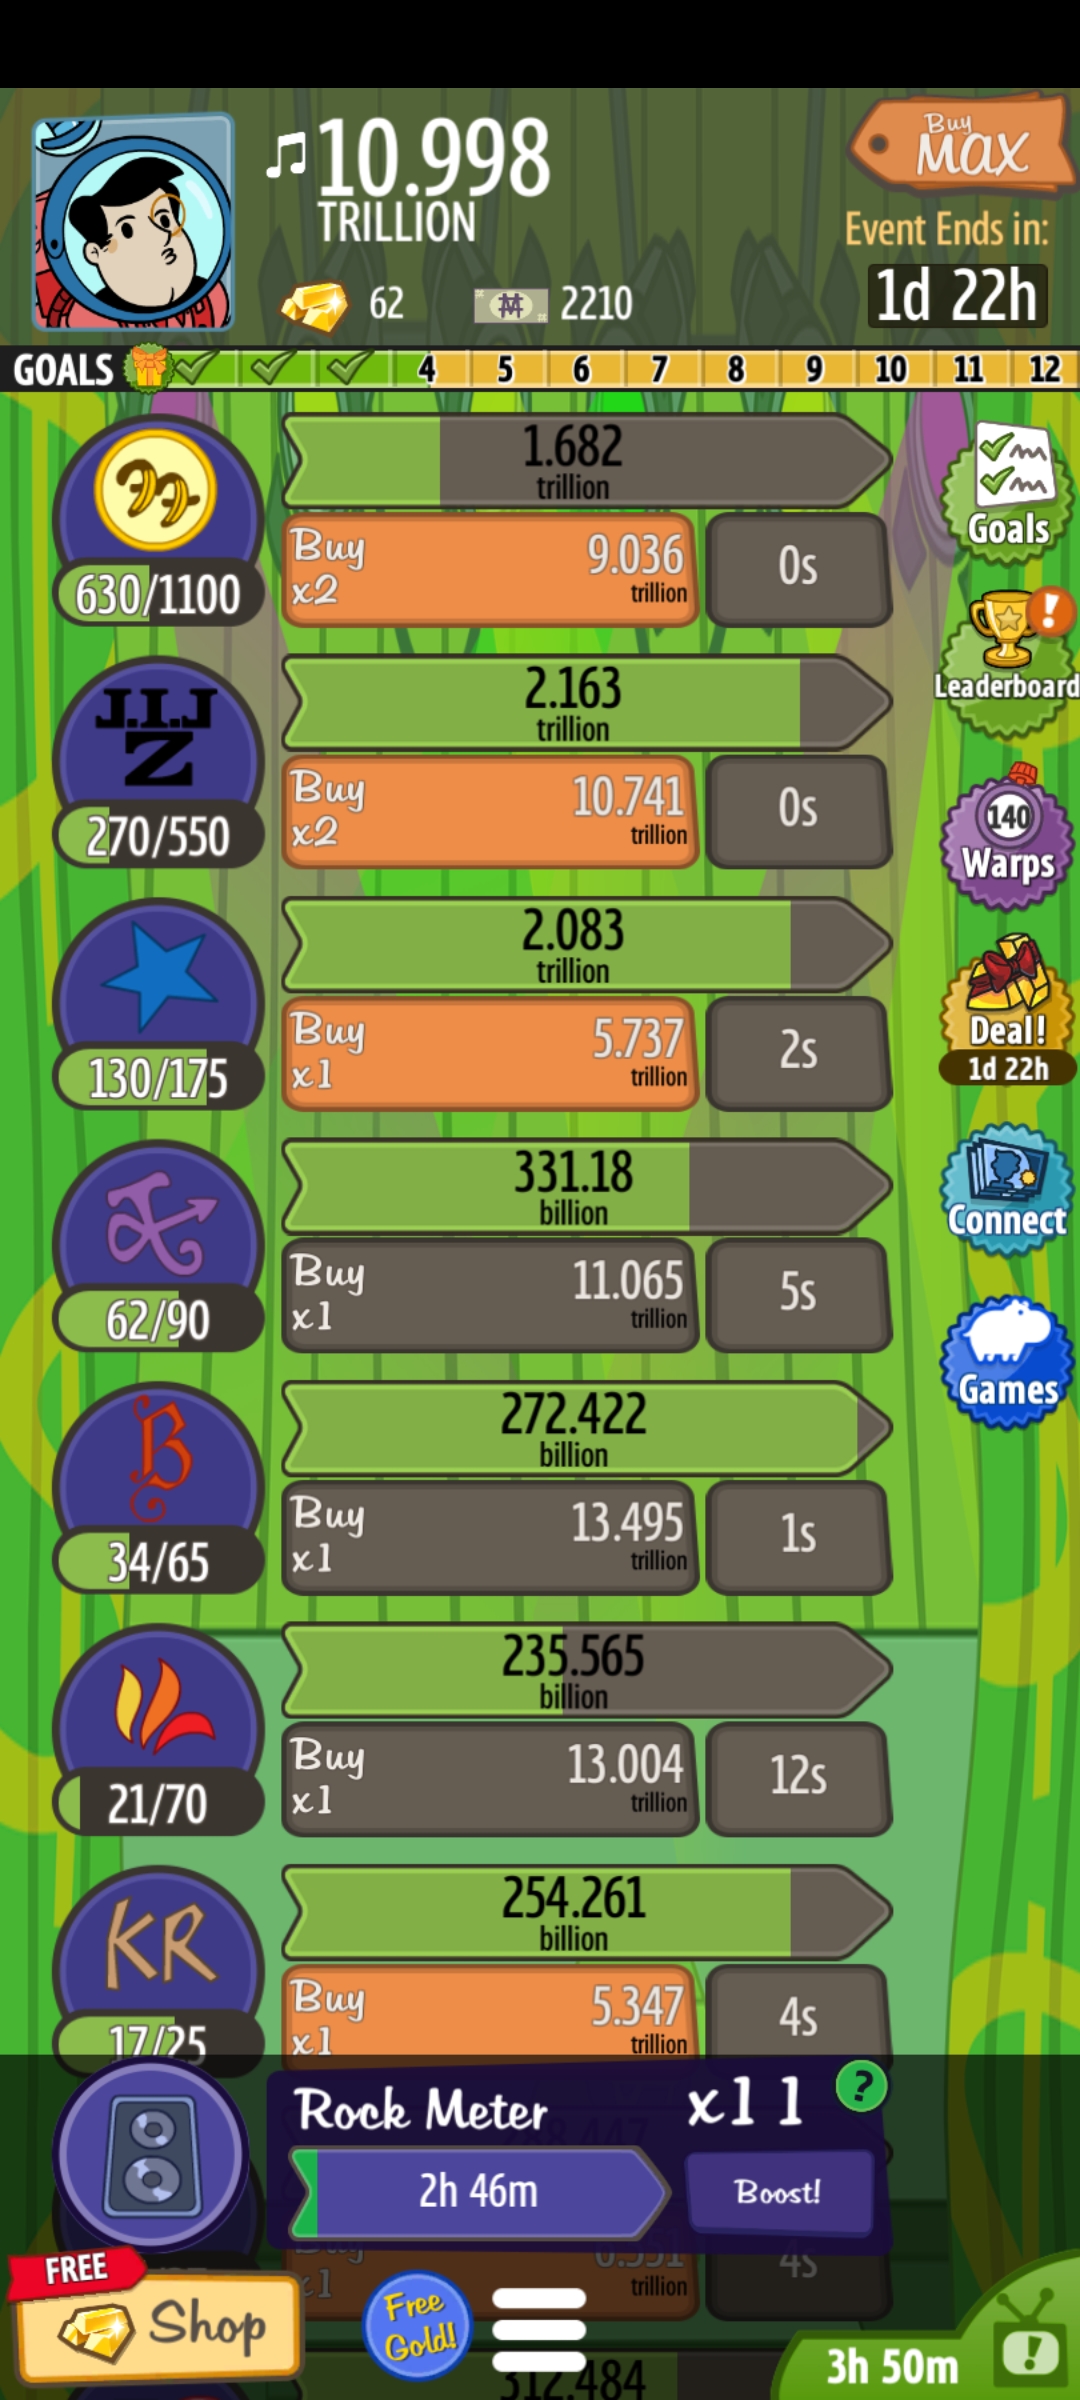 10.998
TRILLION
62
2210
Buy
MAX
Event Ends in:
1d 22h
GOALS
4 5 6 7 8 9 10 11 12
1.682
trillion
630/1100
Buy
x2
9.036
trillion
0s
Goals
Leaderboard
J.I.J
Z
2.163
trillion
270/550
Buy
x2
10.741
trillion
0s
140
Warps
2.083
trillion
130/175
Buy
x1
5.737
trillion
2s
Deal!
1d 22h
331.18
billion
62/90
Buy
x1
11.065
trillion
5s
Connect
Games
B
272.422
billion
34/65
Buy
x1
13.495
trillion
1s
235.565
billion
21/70
Buy
x1
13.004
trillion
12s
KR
254.261
billion
17/25
Buy
x1
5.347
trillion
4s
Rock Meter
x11
?
2h 46m
Boost!
Buy
x1
trillion
4s
FREE
Shop
Free
Gold!
312.484
3h 50m